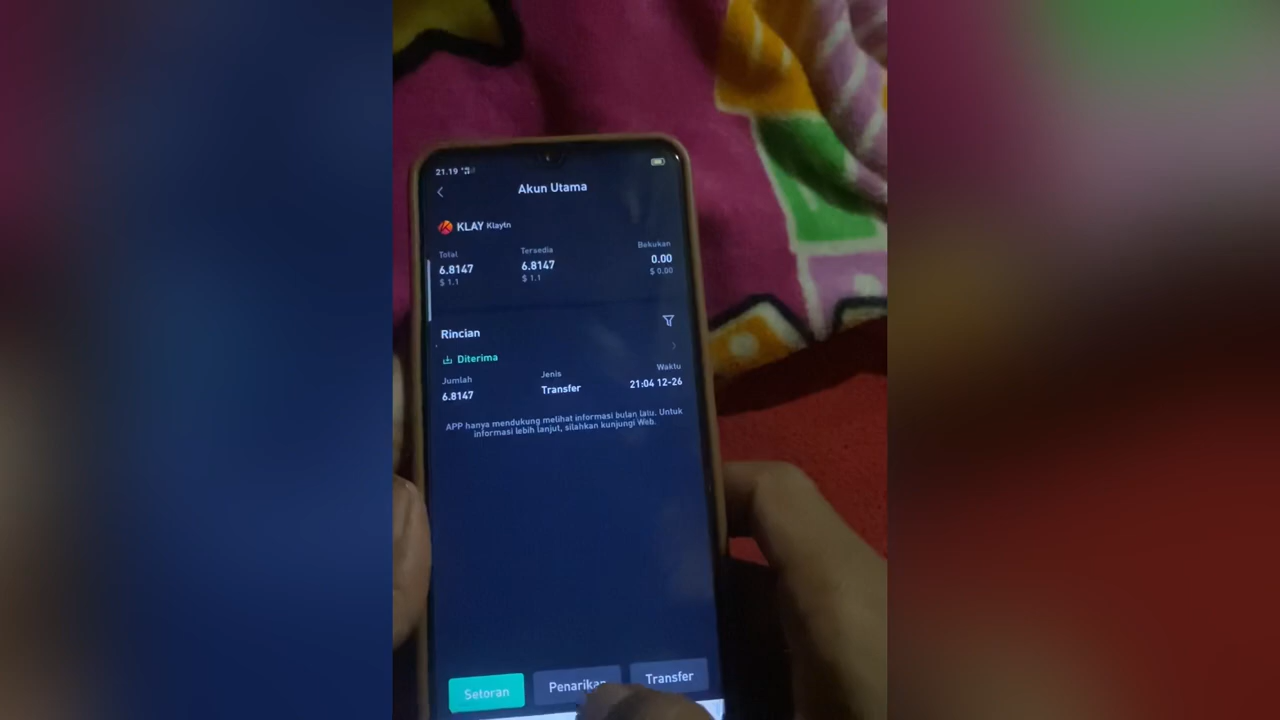 21.19
Akun Utama
KLAY Klaytn
Total Tersedia Bekukan
6.8147 6.8147 0.00
$ 1.1 $ 1.1 $ 0.00
Rincian
Diterima
Jumlah Jenis Waktu
6.8147 Transfer 21:04 12-26
APP hanya mendukung melihat informasi bulan lalu. Untuk
informasi lebih lanjut, silahkan kunjungi Web.
Setoran Penarikan Transfer